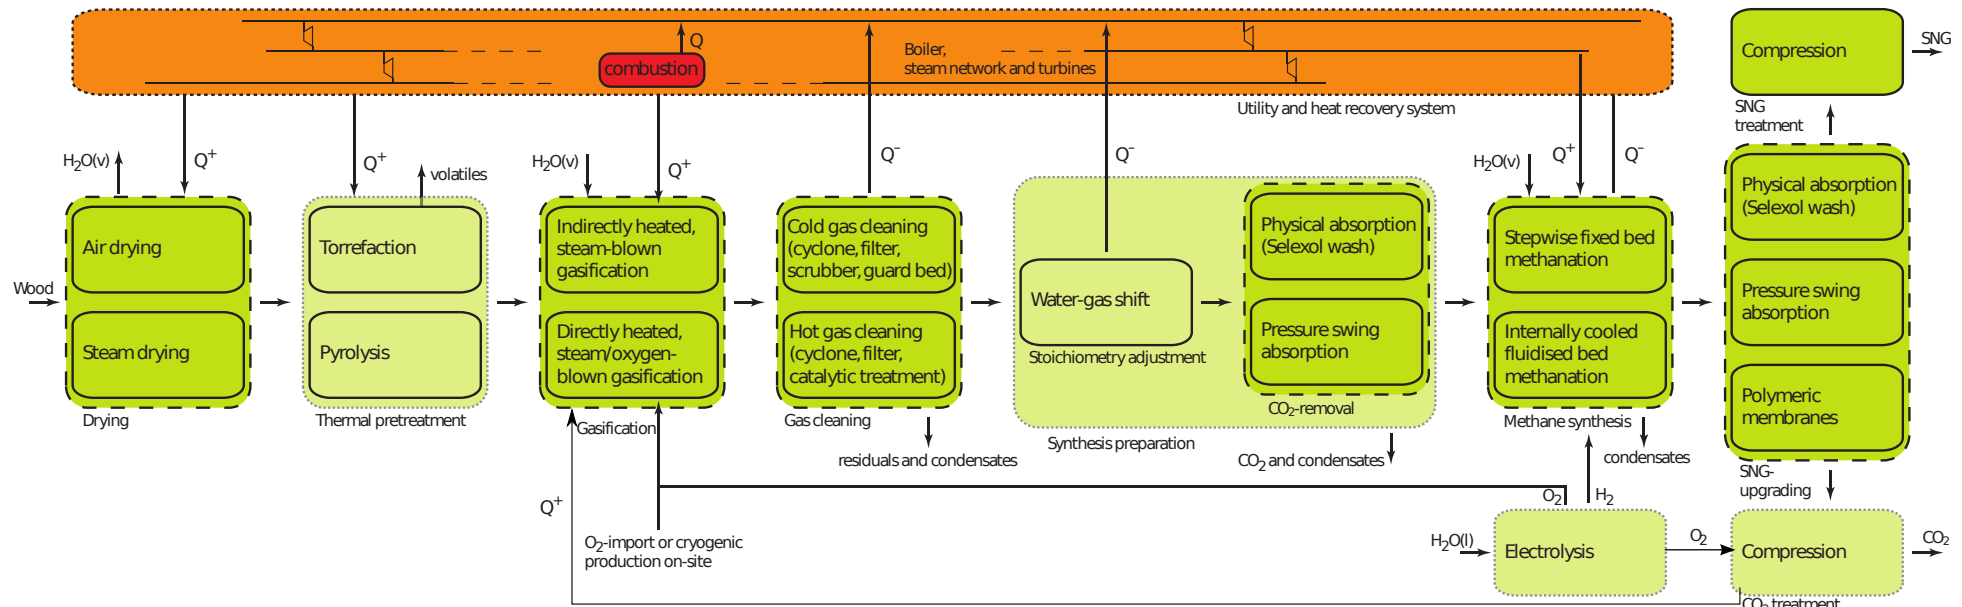 Q
combustion
Boiler,
steam network and turbines
Utility and heat recovery system
Compression
SNG
SNG
treatment
H2O(v)
Q+
Q+
volatiles
H2O(v)
Q+
Q–
Q–
H2O(v)
Q+
Q–
Wood
Air drying
Steam drying
Drying
Torrefaction
Pyrolysis
Thermal pretreatment
Indirectly heated,
steam-blown
gasification
Directly heated,
steam/oxygen-
blown gasification
Gasification
Cold gas cleaning
(cyclone, filter,
scrubber, guard bed)
Hot gas cleaning
(cyclone, filter,
catalytic treatment)
Gas cleaning
residuals and condensates
Water-gas shift
Stoichiometry adjustment
Physical absorption
(Selexol wash)
Pressure swing
absorption
CO2-removal
Synthesis preparation
CO2 and condensates
Stepwise fixed bed
methanation
Internally cooled
fluidised bed
methanation
Methane synthesis
condensates
Physical absorption
(Selexol wash)
Pressure swing
absorption
Polymeric
membranes
SNG-
upgrading
Q+
O2-import or cryogenic
production on-site
O2
H2
H2O(l)
Electrolysis
O2
Compression
CO2
CO2 treatment